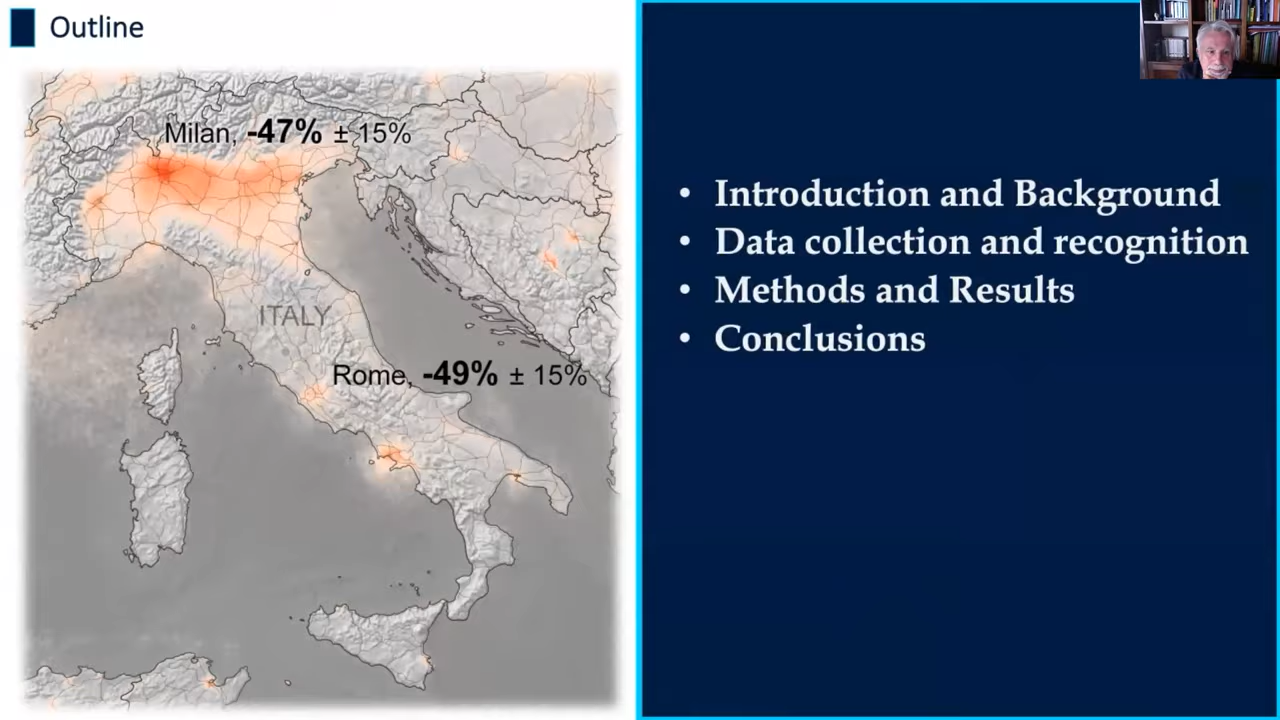 Outline
Milan, -47% ± 15%
ITALY
Rome, -49% ± 15%
• Introduction and Background
• Data collection and recognition
• Methods and Results
• Conclusions